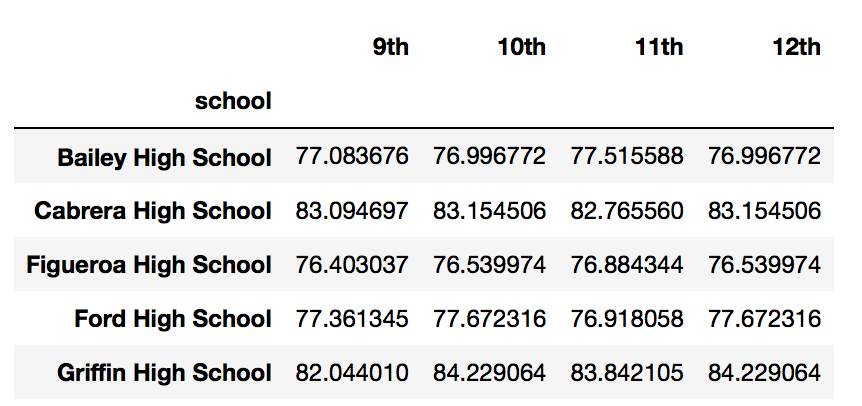 9th 10th 11th 12th
school
Bailey High School 77.083676 76.996772 77.515588 76.996772
Cabrera High School 83.094697 83.154506 82.765560 83.154506
Figueroa High School 76.403037 76.539974 76.884344 76.539974
Ford High School 77.361345 77.672316 76.918058 77.672316
Griffin High School 82.044010 84.229064 83.842105 84.229064